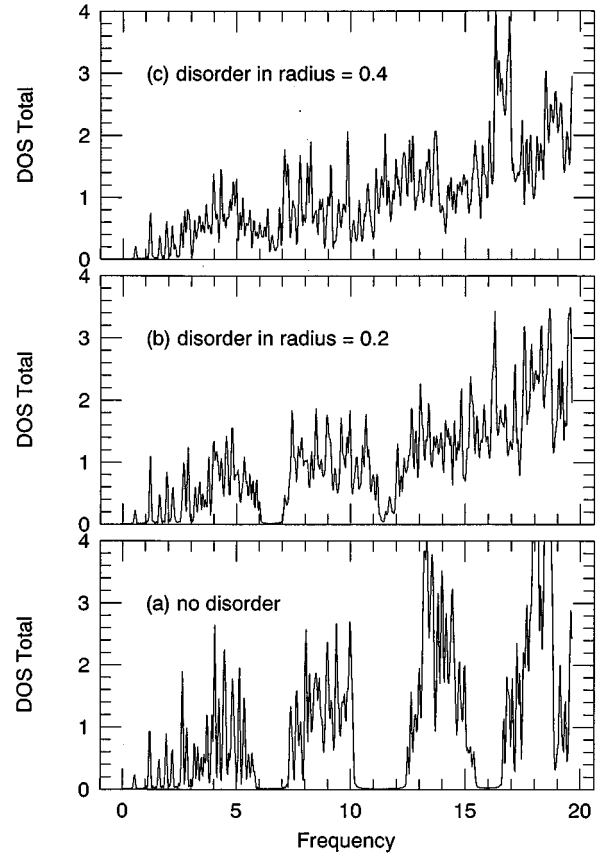 4
(c) disorder in radius = 0.4
3
DOS Total
2
1
0
4
(b) disorder in radius = 0.2
3
DOS Total
2
1
0
4
(a) no disorder
3
DOS Total
2
1
0
0 5 10 15 20
Frequency